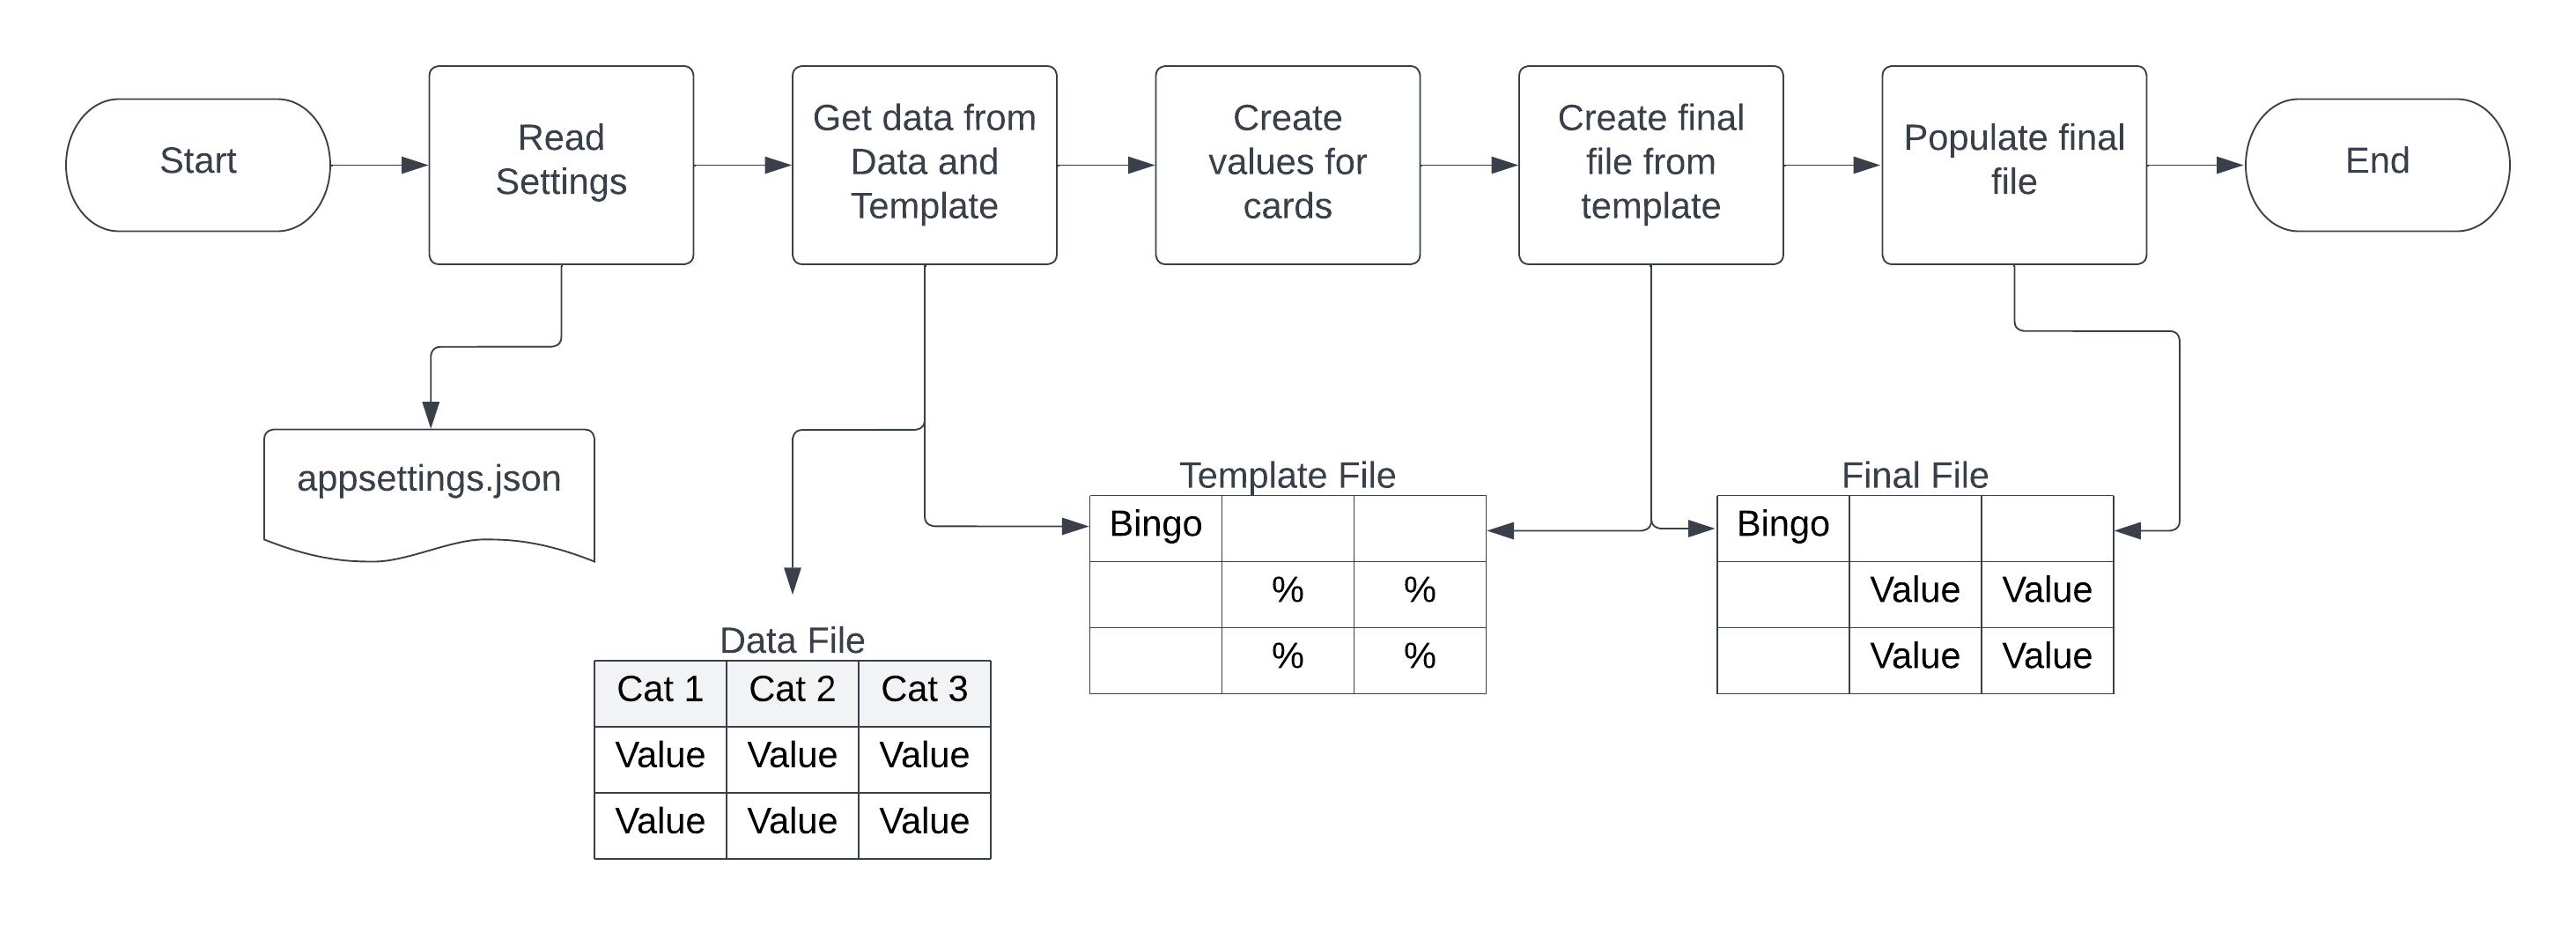 Start
Read
Settings
Get data from
Data and
Template
Create
values for
cards
Create final
file from
template
Populate final
file
End
appsettings.json
Template File
Bingo
% %
% %
Final File
Bingo
Value Value
Value Value
Data File
Cat 1 Cat 2 Cat 3
Value Value Value
Value Value Value